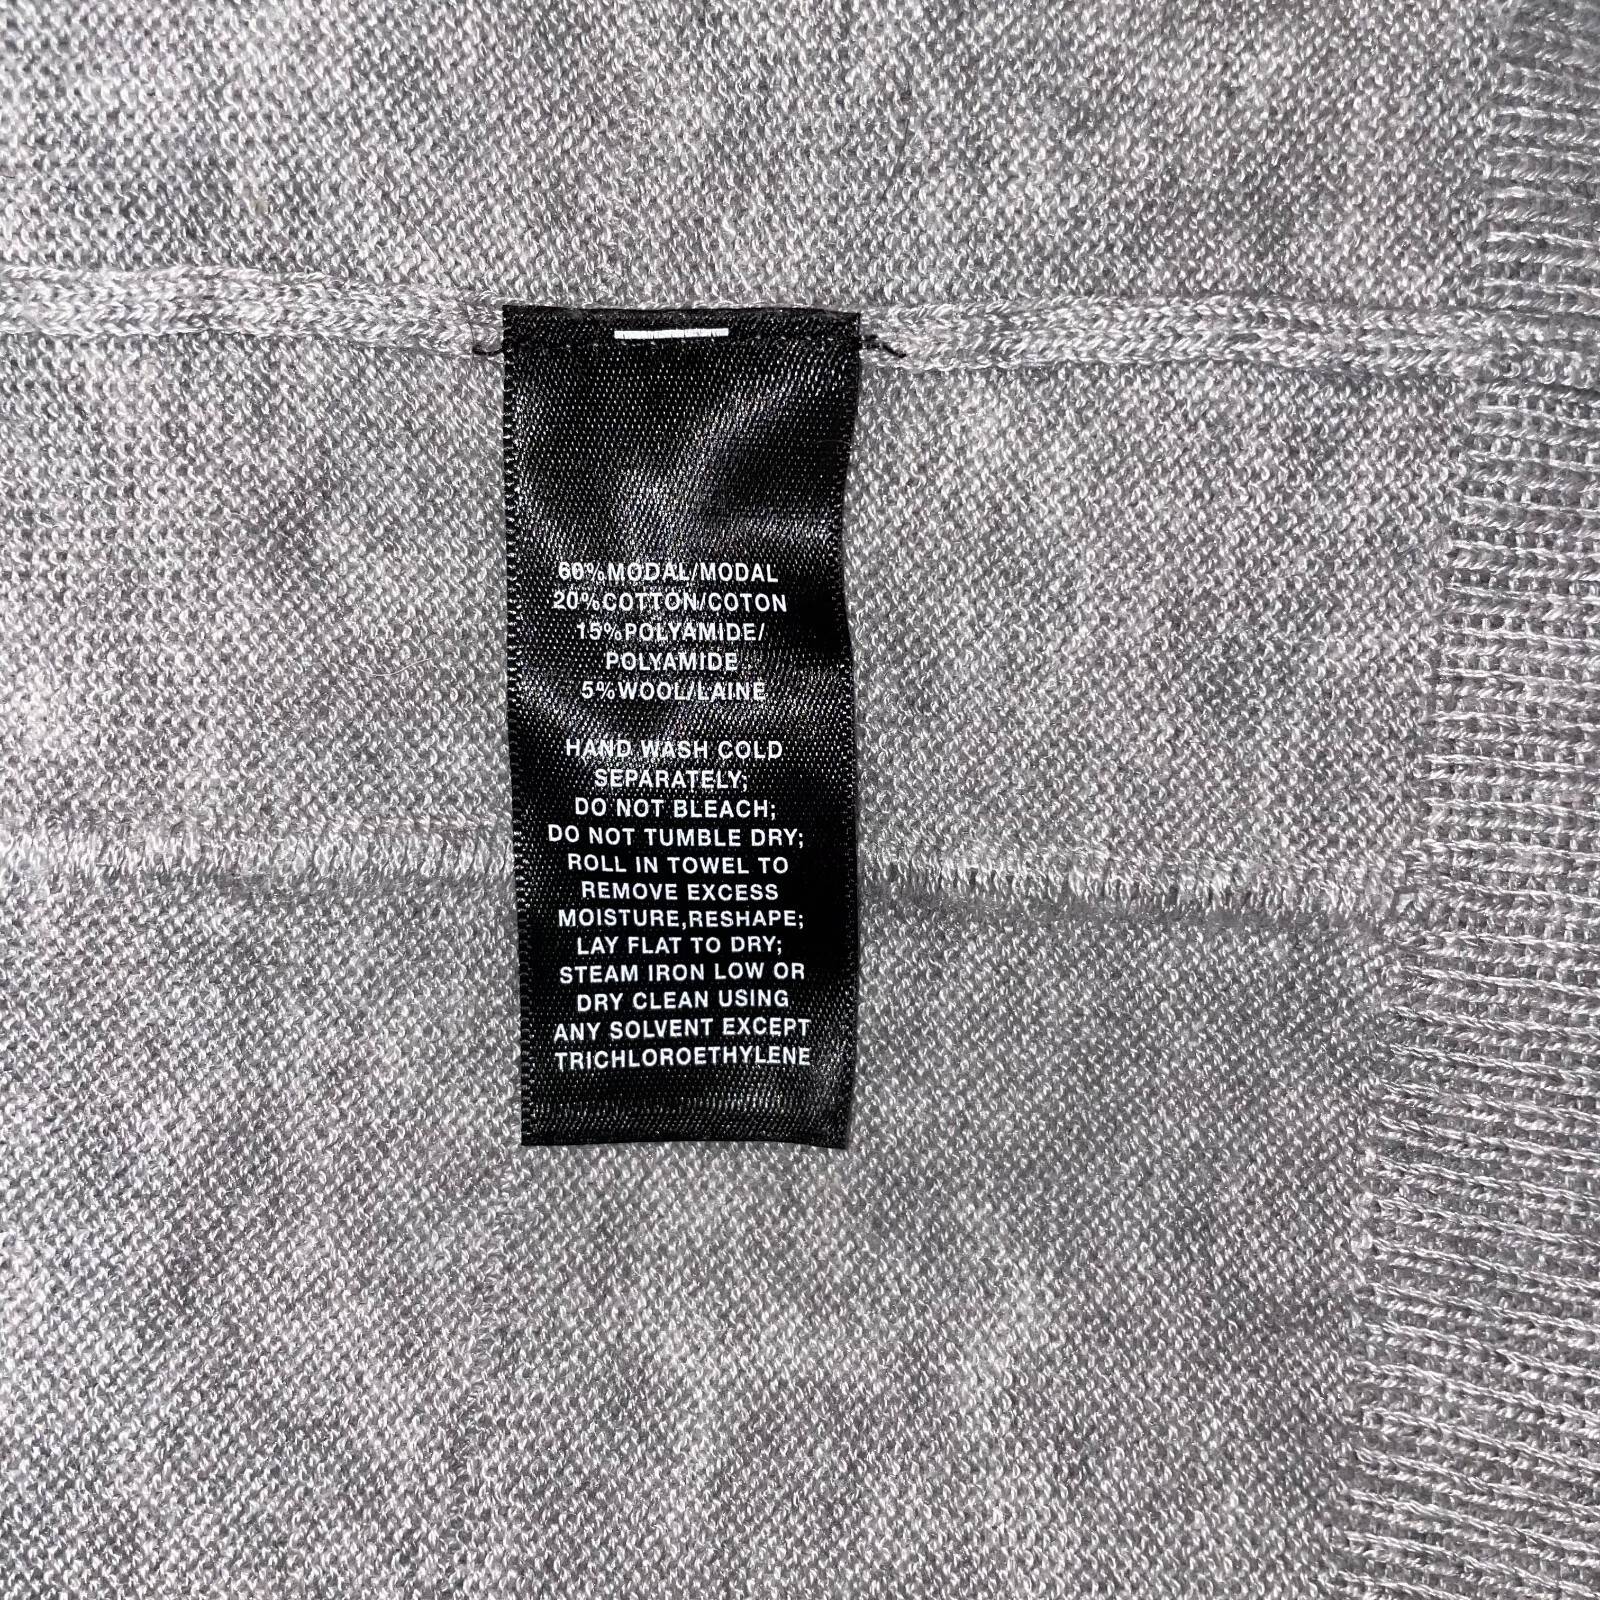 60%MODAL/MODAL
20%COTTON/COTON
15%POLYAMIDE/
POLYAMIDE
5%WOOL/LAINE
HAND WASH COLD
SEPARATELY;
DO NOT BLEACH;
DO NOT TUMBLE DRY;
ROLL IN TOWEL TO
REMOVE EXCESS
MOISTURE,RESHAPE;
LAY FLAT TO DRY;
STEAM IRON LOW OR
DRY CLEAN USING
ANY SOLVENT EXCEPT
TRICHLOROETHYLENE